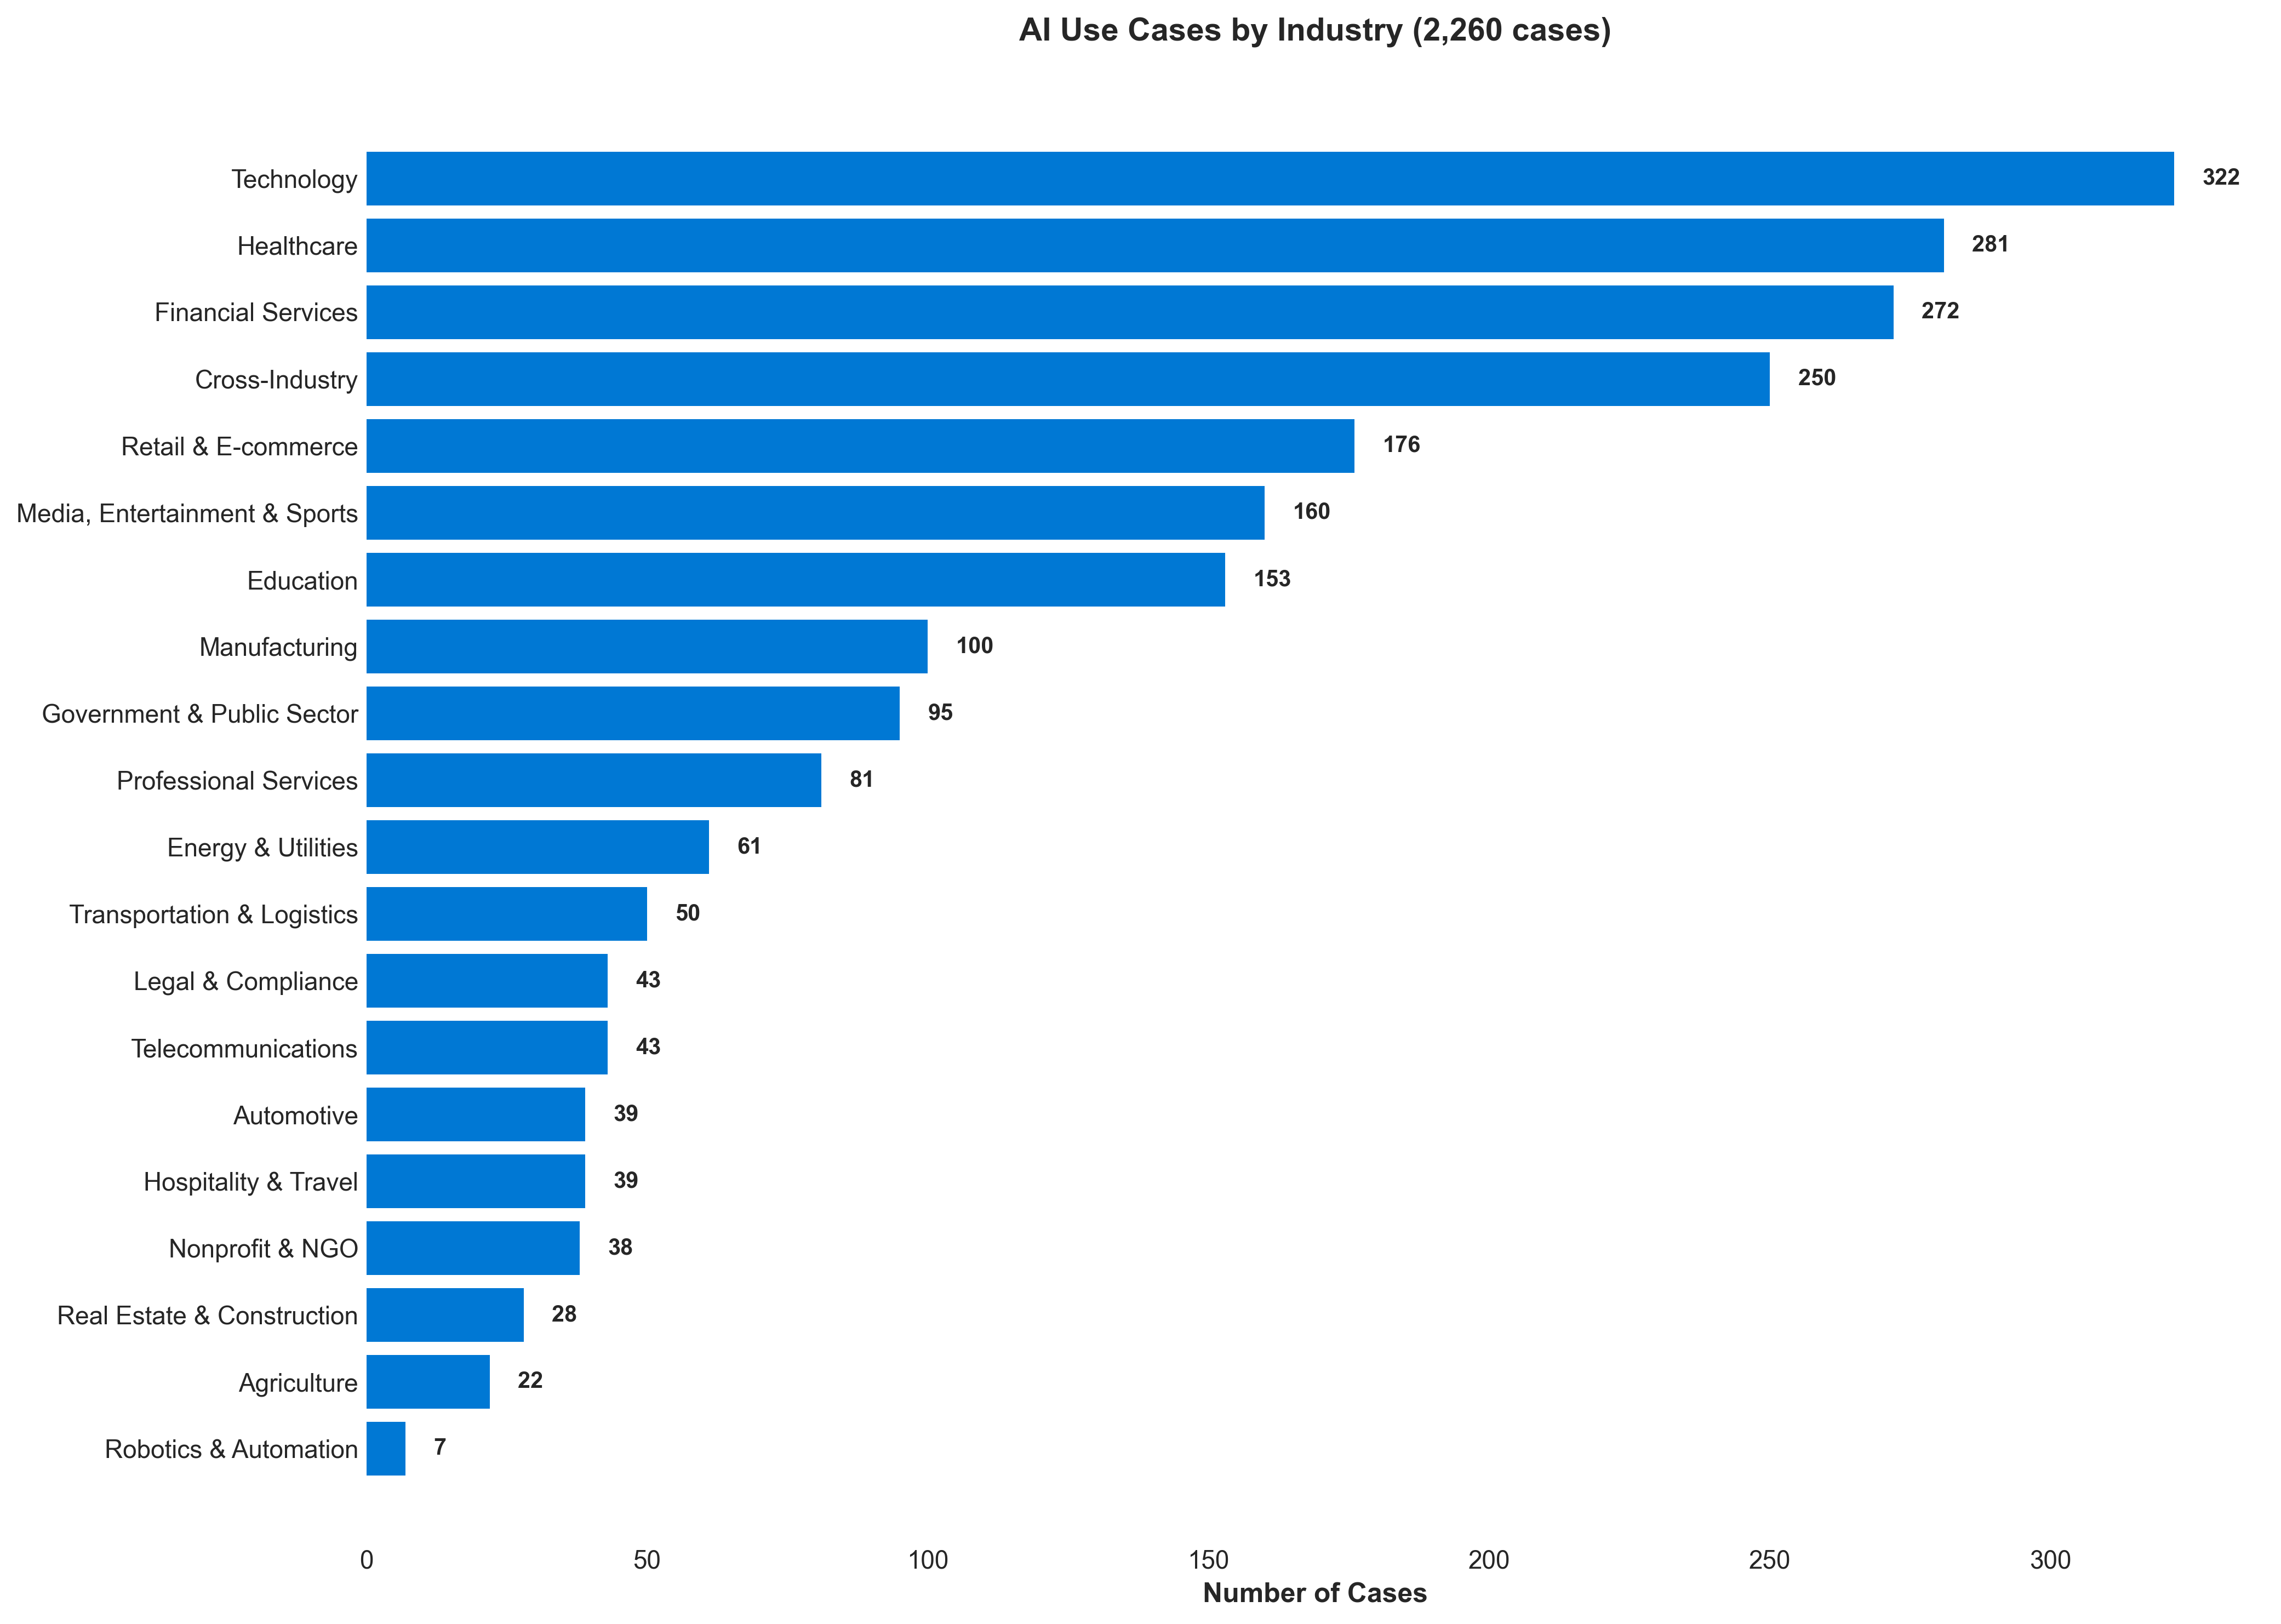 AI Use Cases by Industry (2,260 cases)
Technology 322
Healthcare 281
Financial Services 272
Cross-Industry 250
Retail & E-commerce 176
Media, Entertainment & Sports 160
Education 153
Manufacturing 100
Government & Public Sector 95
Professional Services 81
Energy & Utilities 61
Transportation & Logistics 50
Legal & Compliance 43
Telecommunications 43
Automotive 39
Hospitality & Travel 39
Nonprofit & NGO 38
Real Estate & Construction 28
Agriculture 22
Robotics & Automation 7
0 50 100 150 200 250 300
Number of Cases